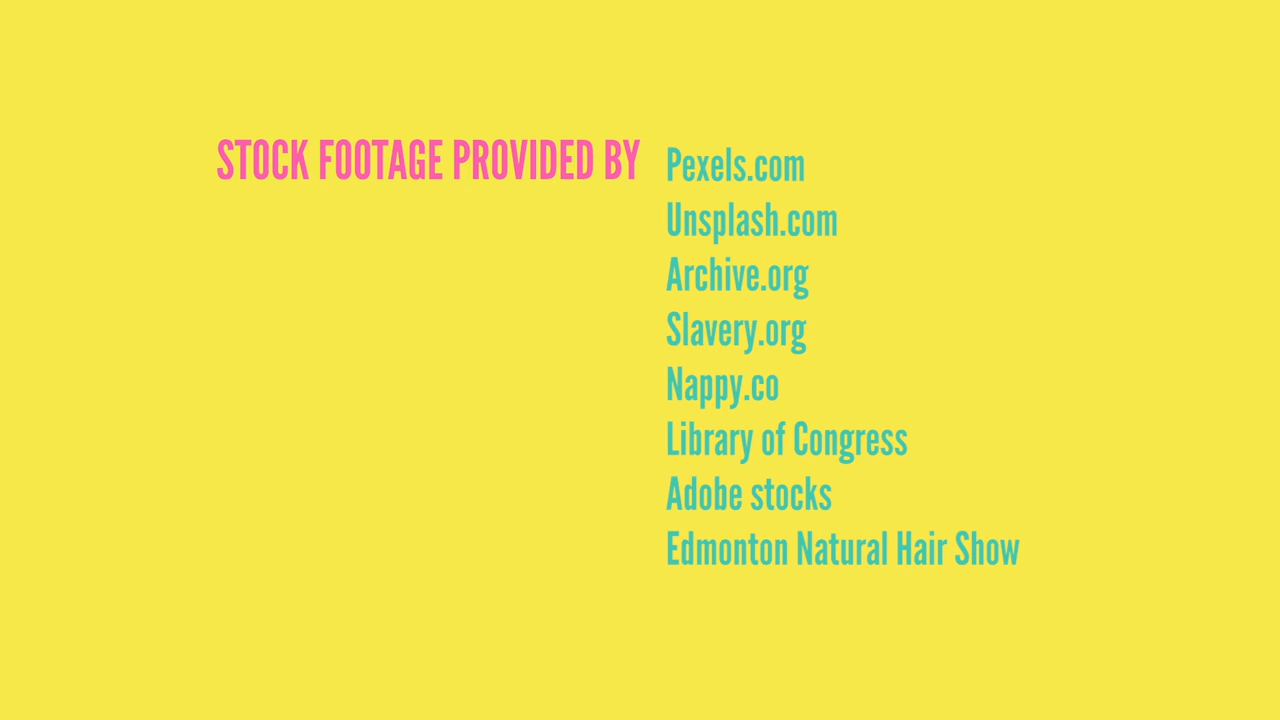 STOCK FOOTAGE PROVIDED BY Pexels.com
Unsplash.com
Archive.org
Slavery.org
Nappy.co
Library of Congress
Adobe stocks
Edmonton Natural Hair Show